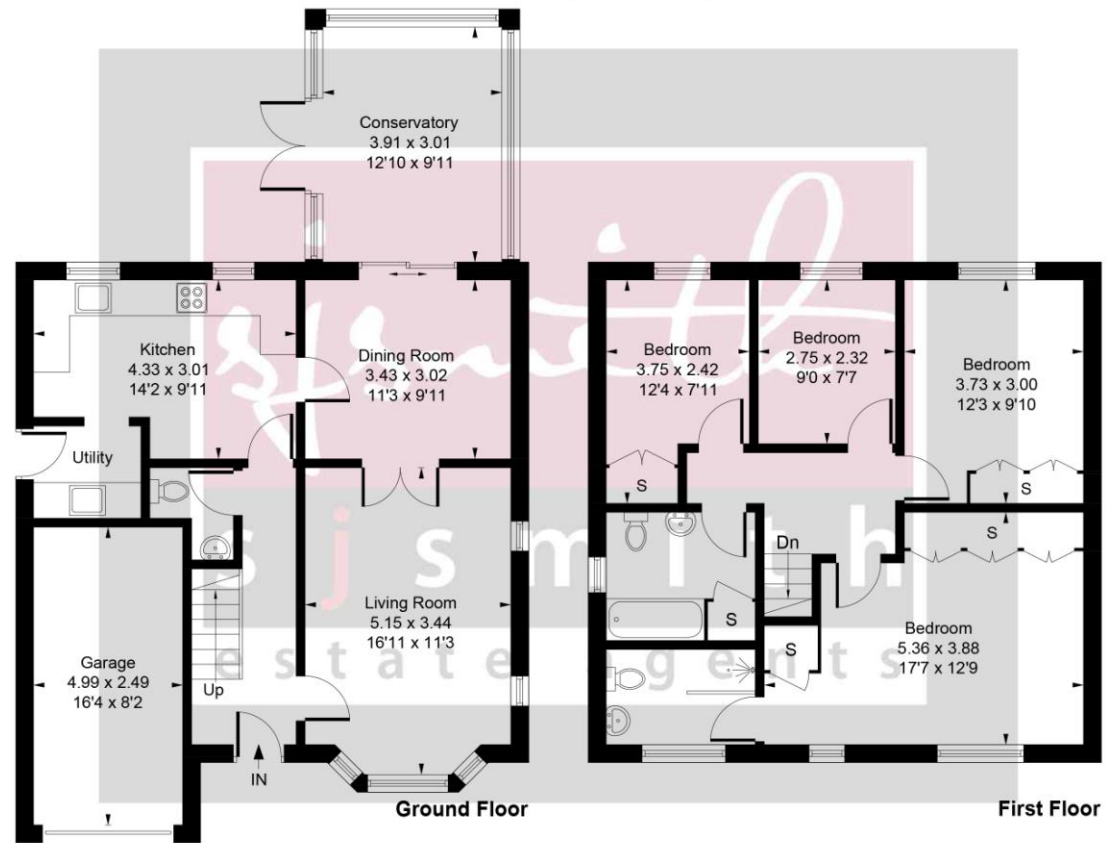 Conservatory
3.91 x 3.01
12'10 x 9'11
Kitchen
4.33 x 3.01
14'2 x 9'11
Dining Room
3.43 x 3.02
11'3 x 9'11
Utility
Living Room
5.15 x 3.44
16'11 x 11'3
Garage
4.99 x 2.49
16'4 x 8'2
Up
IN
Ground Floor
Bedroom
3.75 x 2.42
12'4 x 7'11
Bedroom
2.75 x 2.32
9'0 x 7'7
Bedroom
3.73 x 3.00
12'3 x 9'10
S
S
S
Dn
S
S
Bedroom
5.36 x 3.88
17'7 x 12'9
First Floor
sjsmith
sjsmith
estate agents